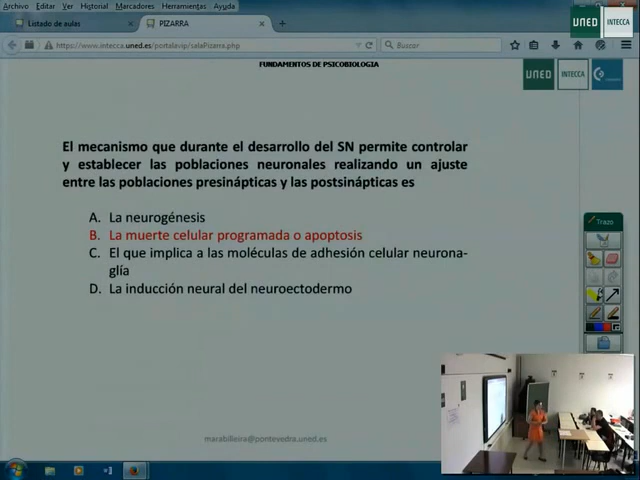 Archivo Editar Ver Historial Marcadores Herramientas Ayuda
Listado de aulas
PIZARRA
https://www.intecca.uned.es/portalavip/salaPizarra.php
Buscar
UNED INTECCA
FUNDAMENTOS DE PSICOBIOLOGIA
UNED INTECCA
El mecanismo que durante el desarrollo del SN permite controlar
y establecer las poblaciones neuronales realizando un ajuste
entre las poblaciones presinápticas y las postsinápticas es
A. La neurogénesis
B. La muerte celular programada o apoptosis
C. El que implica a las moléculas de adhesión celular neurona-
glía
D. La inducción neural del neuroectodermo
Trazo
marabilleira@pontevedra.uned.es